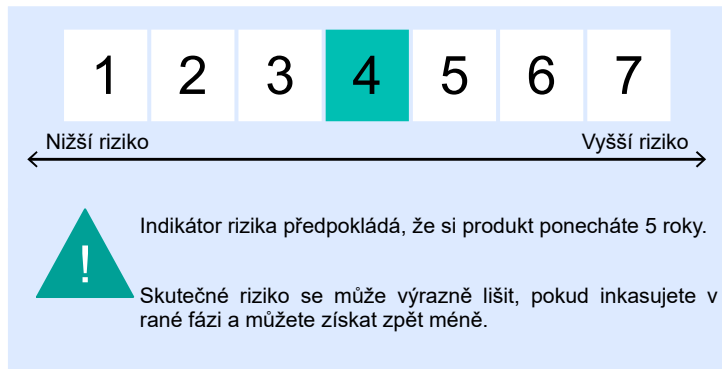 1 2 3 4 5 6 7
Nižší riziko Vyšší riziko
Indikátor rizika předpokládá, že si produkt ponecháte 5 roky.
!
Skutečné riziko se může výrazně lišit, pokud inkasujete v
rané fázi a můžete získat zpět méně.